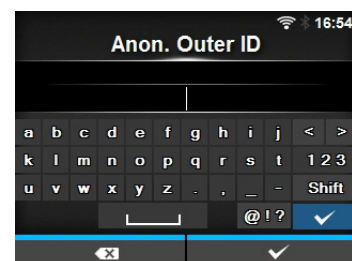 16:54
Anon. Outer ID
a b c d e f g h i j < >
k l m n o p q r s t 123
u v w x y z . , _ - Shift
@!?